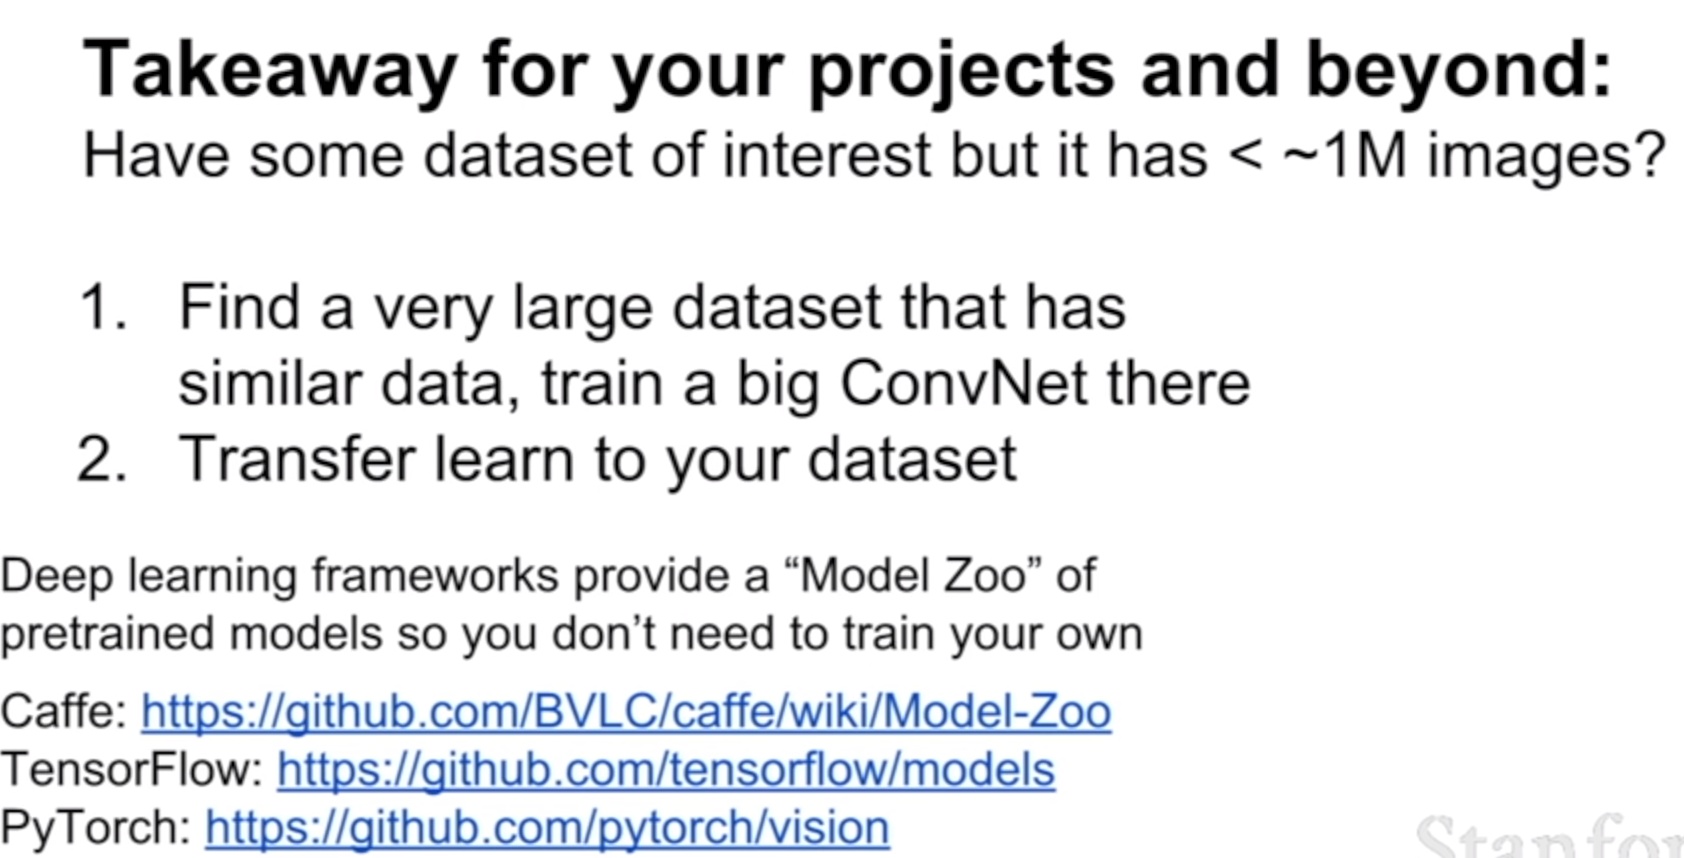 Takeaway for your projects and beyond:
Have some dataset of interest but it has < ~1M images?
1. Find a very large dataset that has
similar data, train a big ConvNet there
2. Transfer learn to your dataset
Deep learning frameworks provide a “Model Zoo” of
pretrained models so you don’t need to train your own
Caffe: https://github.com/BVLC/caffe/wiki/Model-Zoo
TensorFlow: https://github.com/tensorflow/models
PyTorch: https://github.com/pytorch/vision